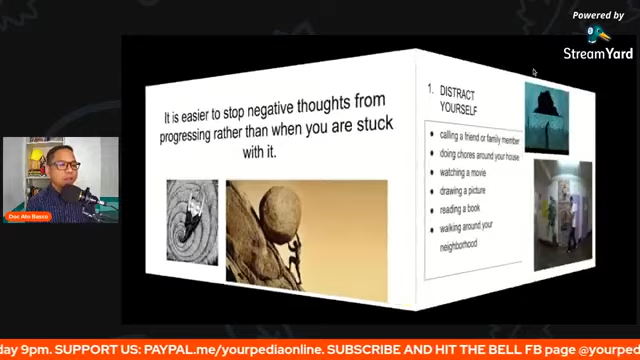 Powered by
StreamYard
It is easier to stop negative thoughts from
progressing rather than when you are stuck
with it.
1. DISTRACT
YOURSELF
• calling a friend or family member
• doing chores around your house
• watching a movie
• drawing a picture
• reading a book
• walking around your
neighborhood
Doc Ato Basco
day 9pm. SUPPORT US: PAYPAL.me/yourpediaonline. SUBSCRIBE AND HIT THE BELL FB page @yourped